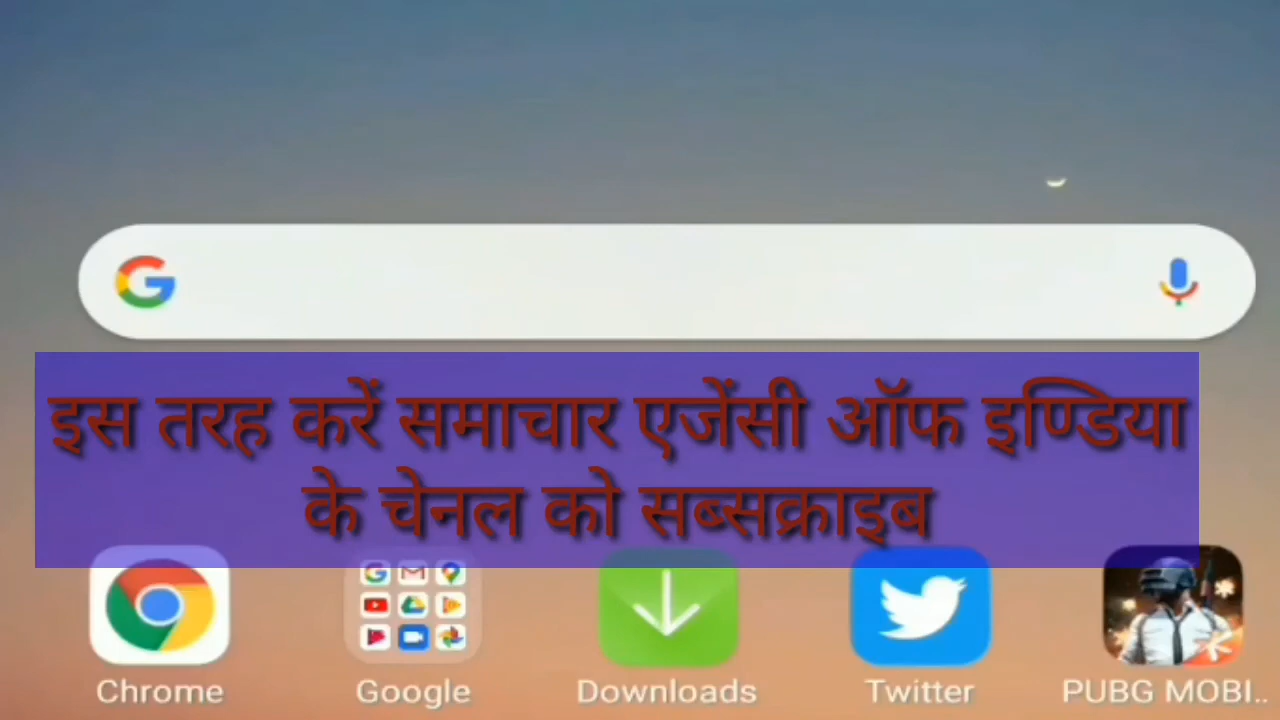 इस तरह करें समाचार एजेंसी ऑफ इण्डिया
के चेनल को सब्सक्राइब
Chrome Google Downloads Twitter PUBG MOBI..